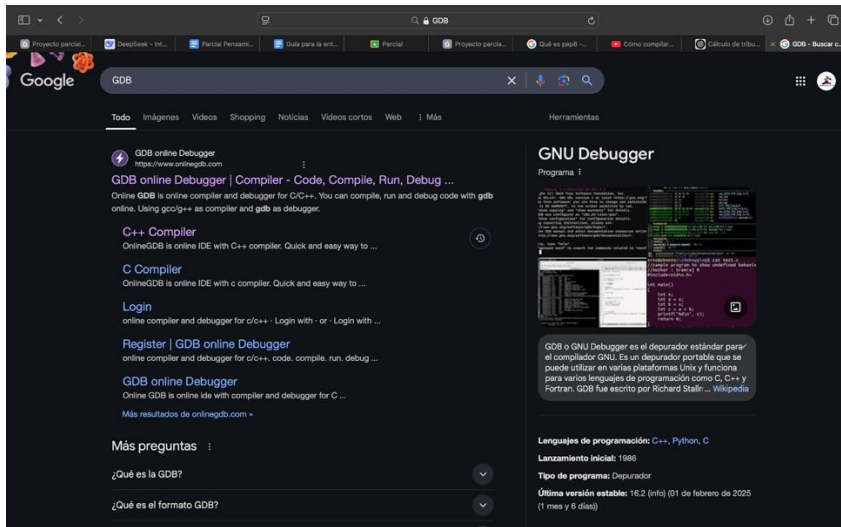 GDB
Proyecto parcial...
DeepSeek - Int...
Parcial Pensami...
Guía para la ent...
Parcial
Proyecto parcia...
Qué es pep8 -...
Cómo compilar...
Cálculo de tribu...
GDB - Buscar c...
Google
GDB
Todo
Imágenes
Videos
Shopping
Noticias
Videos cortos
Web
Más
Herramientas
GDB online Debugger
https://www.onlinegdb.com
GDB online Debugger | Compiler - Code, Compile, Run, Debug ...
Online GDB is online compiler and debugger for C/C++. You can compile, run and debug code with gdb
online. Using gcc/g++ as compiler and gdb as debugger.
C++ Compiler
OnlineGDB is online IDE with C++ compiler. Quick and easy way to ...
C Compiler
OnlineGDB is online IDE with c compiler. Quick and easy way to ...
Login
online compiler and debugger for c/c++ · Login with · or · Login with ...
Register | GDB online Debugger
online compiler and debugger for c/c++. code. compile. run. debug ...
GDB online Debugger
Online GDB is online ide with compiler and debugger for C ...
Más resultados de onlinegdb.com »
Más preguntas
¿Qué es la GDB?
¿Qué es el formato GDB?
GNU Debugger
Programa
int main()
GDB o GNU Debugger es el depurador estándar para
el compilador GNU. Es un depurador portable que se
puede utilizar en varias plataformas Unix y funciona
para varios lenguajes de programación como C, C++ y
Fortran. GDB fue escrito por Richard Stalln... Wikipedia
Lenguajes de programación: C++, Python, C
Lanzamiento inicial: 1986
Tipo de programa: Depurador
Última versión estable: 16.2 (info) (01 de febrero de 2025
(1 mes y 6 días))